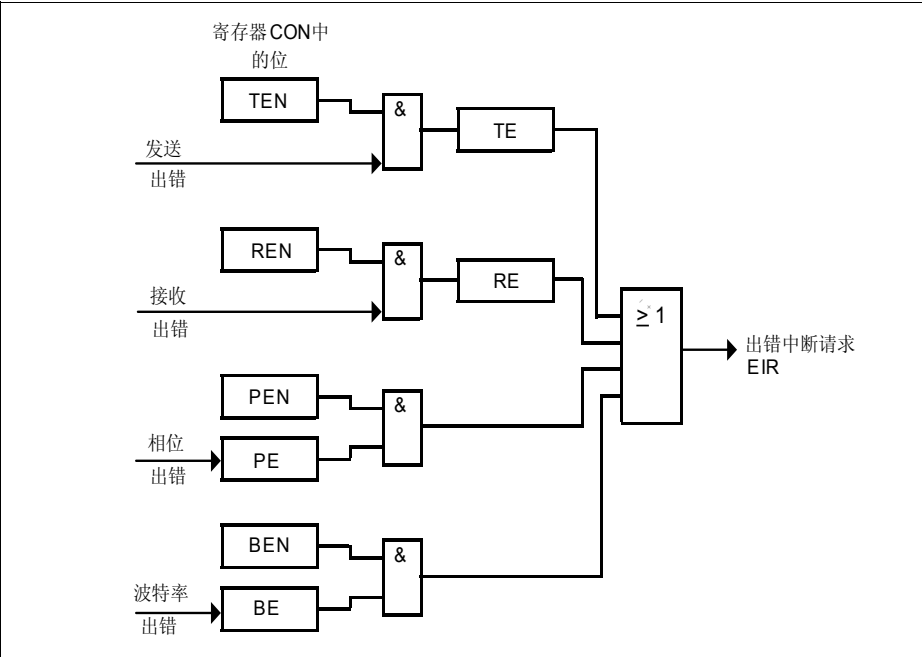 寄存器CON中
的位
TEN
&
TE
发送
出错
REN
&
RE
接收
出错
≥ 1
出错中断请求
EIR
PEN
&
相位
PE
出错
BEN
&
波特率
BE
出错